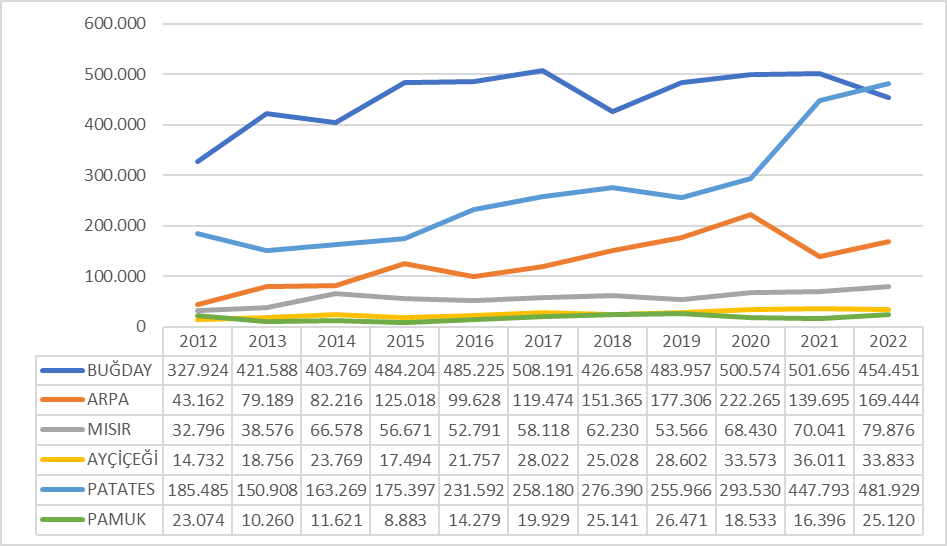 600.000
500.000
400.000
300.000
200.000
100.000
0
2012 2013 2014 2015 2016 2017 2018 2019 2020 2021 2022
BUĞDAY 327.924 421.588 403.769 484.204 485.225 508.191 426.658 483.957 500.574 501.656 454.451
ARPA 43.162 79.189 82.216 125.018 99.628 119.474 151.365 177.306 222.265 139.695 169.444
MISIR 32.796 38.576 66.578 56.671 52.791 58.118 62.230 53.566 68.430 70.041 79.876
AYÇİÇEĞİ 14.732 18.756 23.769 17.494 21.757 28.022 25.028 28.602 33.573 36.011 33.833
PATATES 185.485 150.908 163.269 175.397 231.592 258.180 276.390 255.966 293.530 447.793 481.929
PAMUK 23.074 10.260 11.621 8.883 14.279 19.929 25.141 26.471 18.533 16.396 25.120